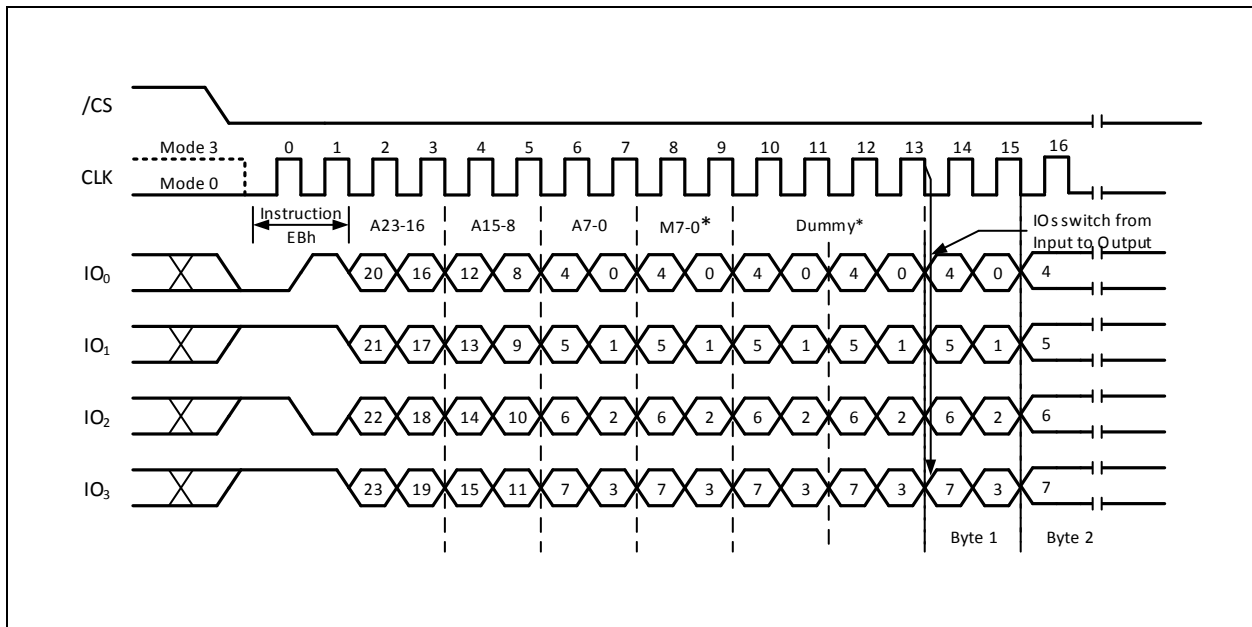 /CS
Mode 3 0 1 2 3 4 5 6 7 8 9 10 11 12 13 14 15 16
CLK
Mode 0
Instruction A23-16 A15-8 A7-0 M7-0* Dummy* IOs switch from
EBh Input to Output
IO0 20 16 12 8 4 0 4 0 4 0 4 0 4 0 4
IO1 21 17 13 9 5 1 5 1 5 1 5 1 5 1 5
IO2 22 18 14 10 6 2 6 2 6 2 6 2 6 2 6
IO3 23 19 15 11 7 3 7 3 7 3 7 3 7 3 7
Byte 1 Byte 2